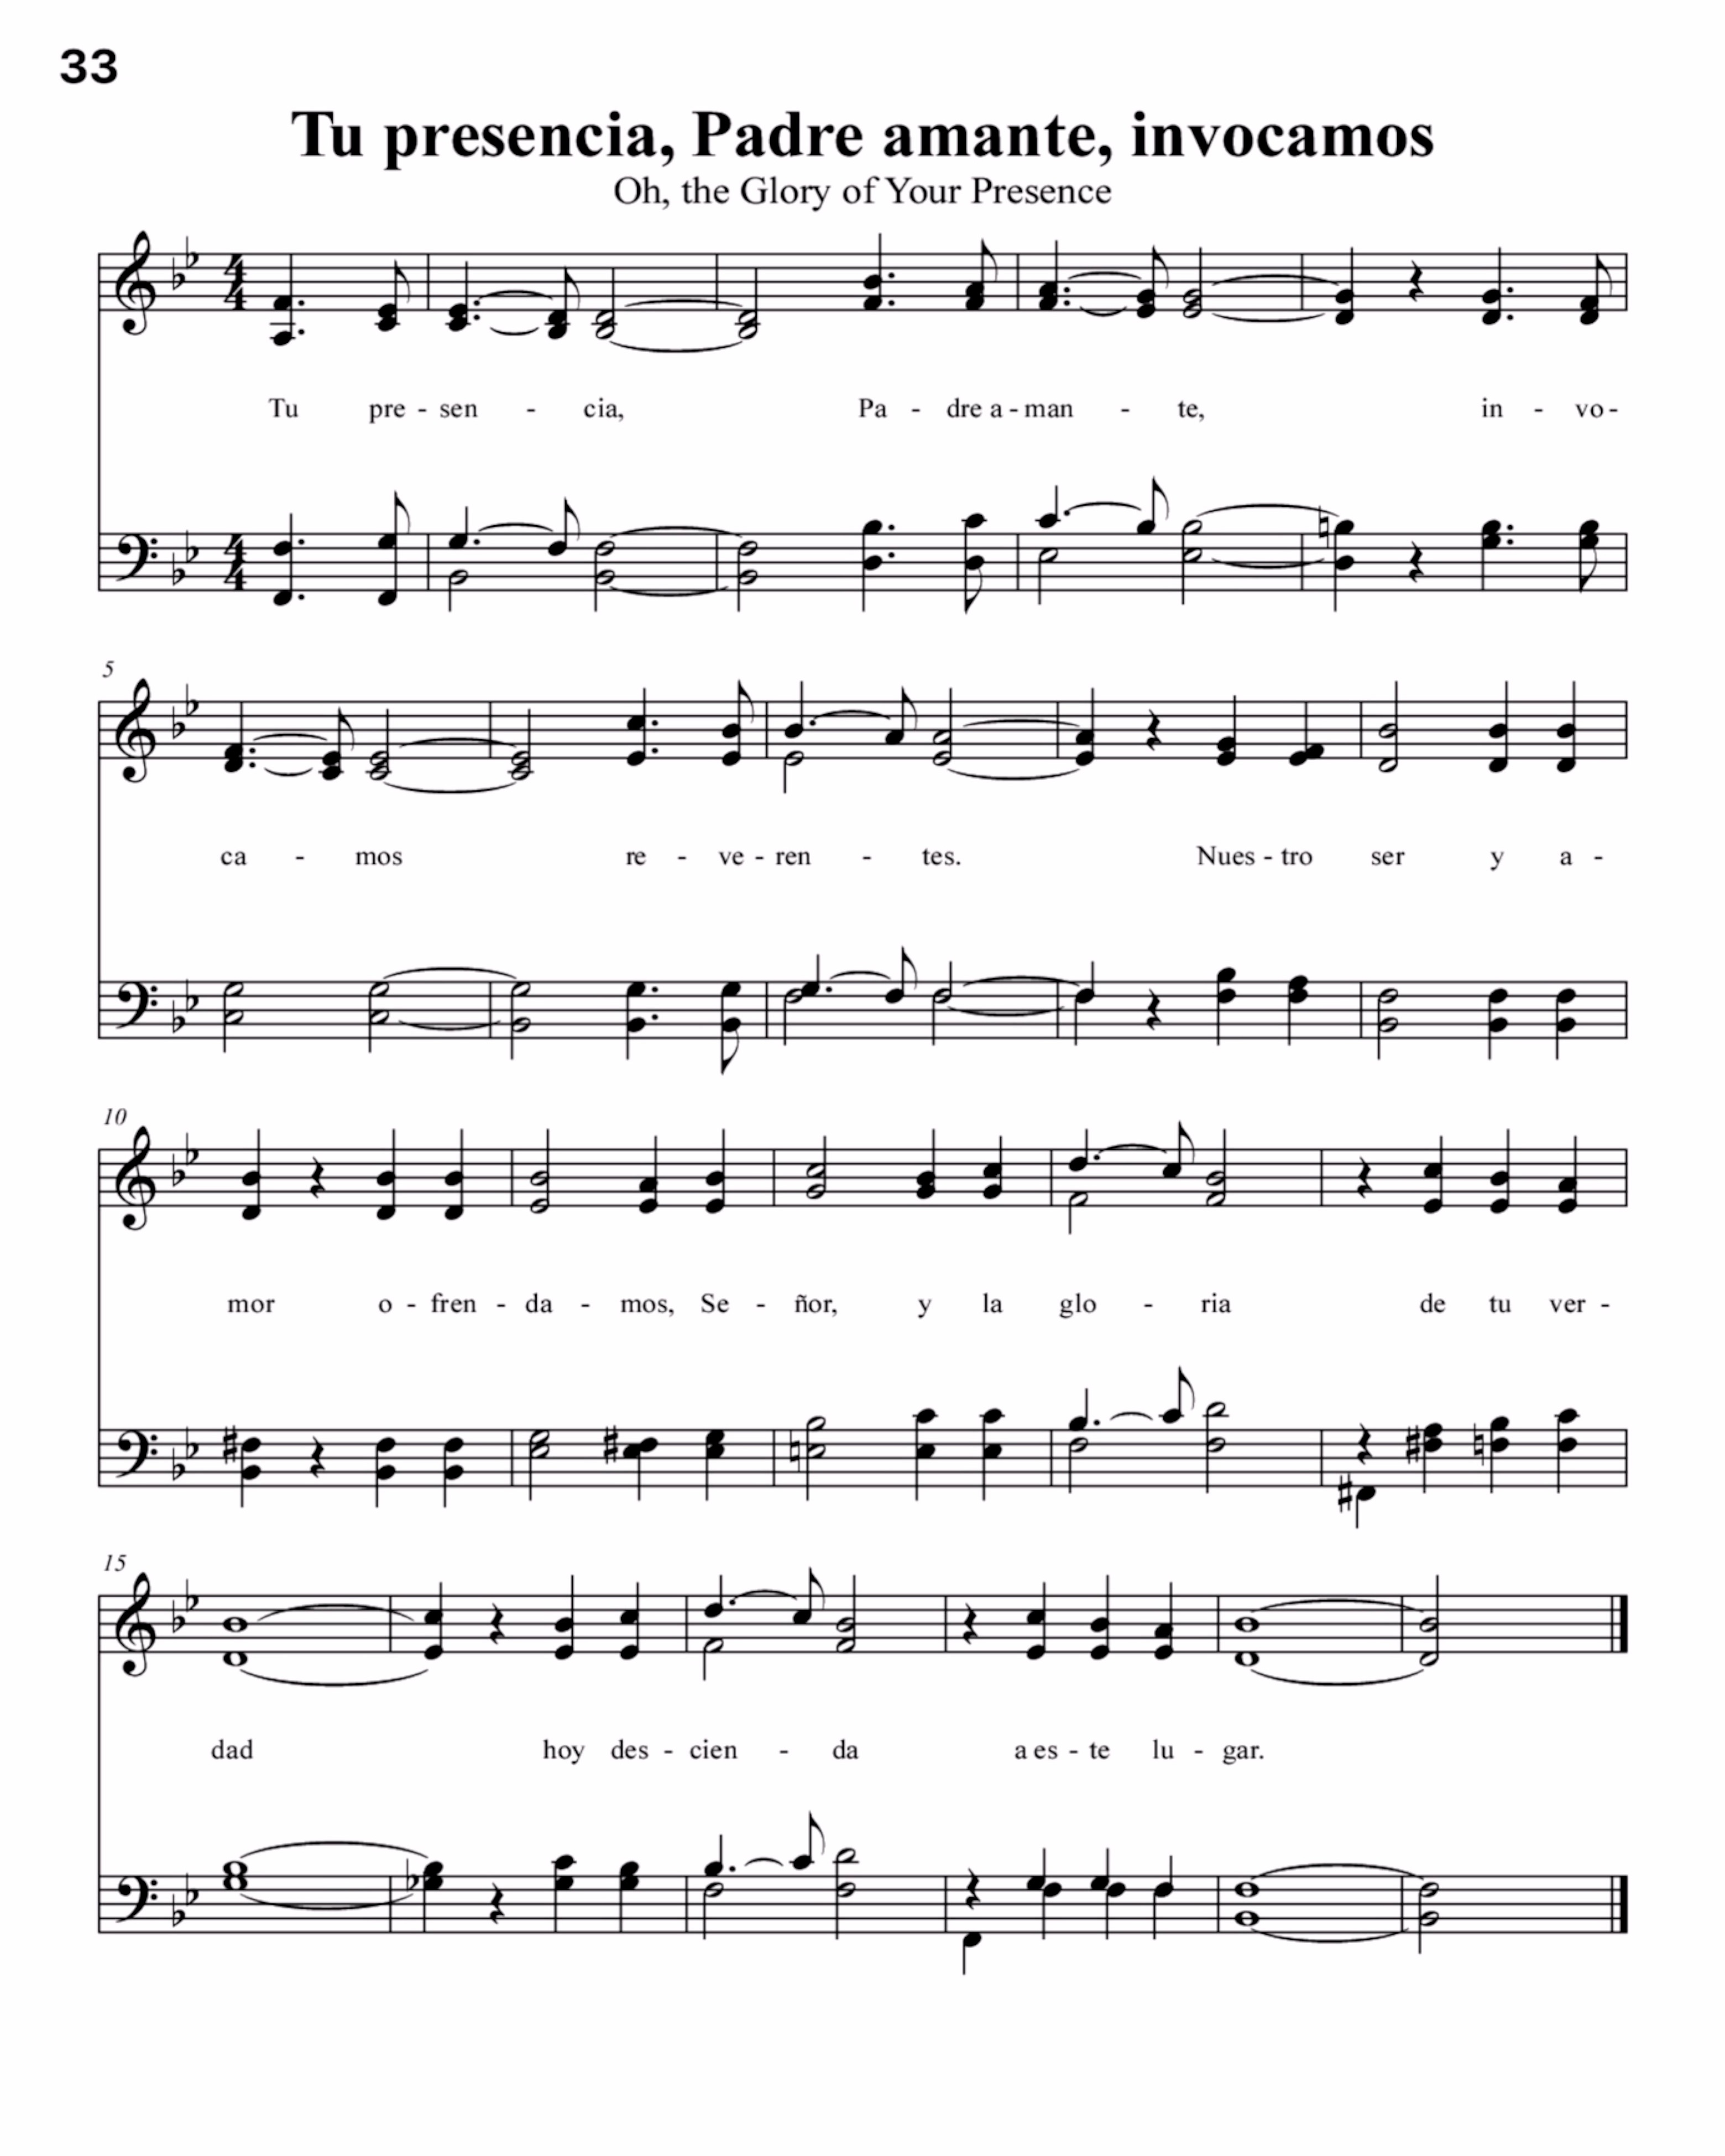 33
Tu presencia, Padre amante, invocamos
Oh, the Glory of Your Presence
Tu pre - sen - cia, Pa - dre a - man - te, in - vo -
5
ca - mos re - ve - ren - tes. Nues - tro ser y a -
10
mor o - fren - da - mos, Se - ñor, y la glo - ria de tu ver -
15
dad hoy des - cien - da a es - te lu - gar.